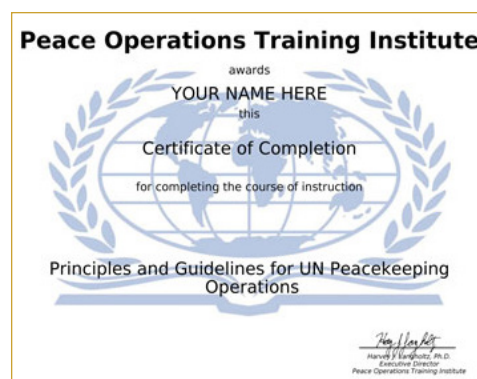 Peace Operations Training Institute
awards
YOUR NAME HERE
this
Certificate of Completion
for completing the course of instruction
Principles and Guidelines for UN Peacekeeping
Operations
Harvey J. Langholtz, Ph.D.
Executive Director
Peace Operations Training Institute